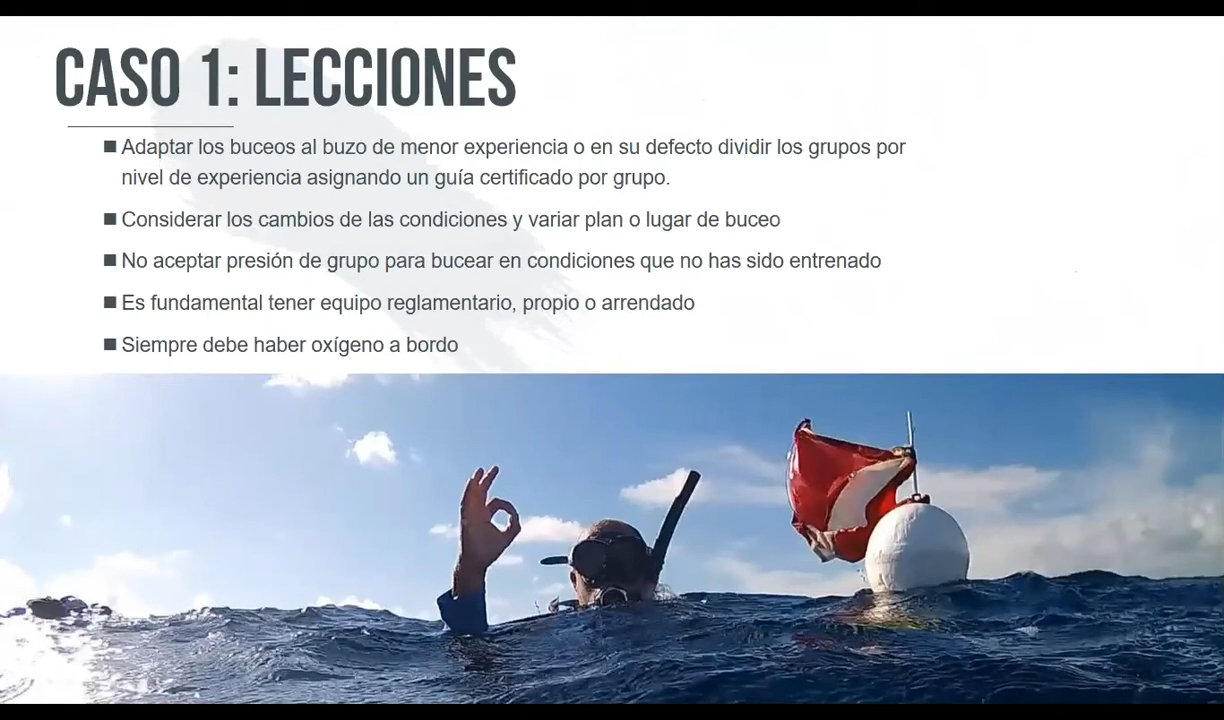 CASO 1: LECCIONES
■ Adaptar los buceos al buzo de menor experiencia o en su defecto dividir los grupos por
nivel de experiencia asignando un guía certificado por grupo.
■ Considerar los cambios de las condiciones y variar plan o lugar de buceo
■ No aceptar presión de grupo para bucear en condiciones que no has sido entrenado
■ Es fundamental tener equipo reglamentario, propio o arrendado
■ Siempre debe haber oxígeno a bordo